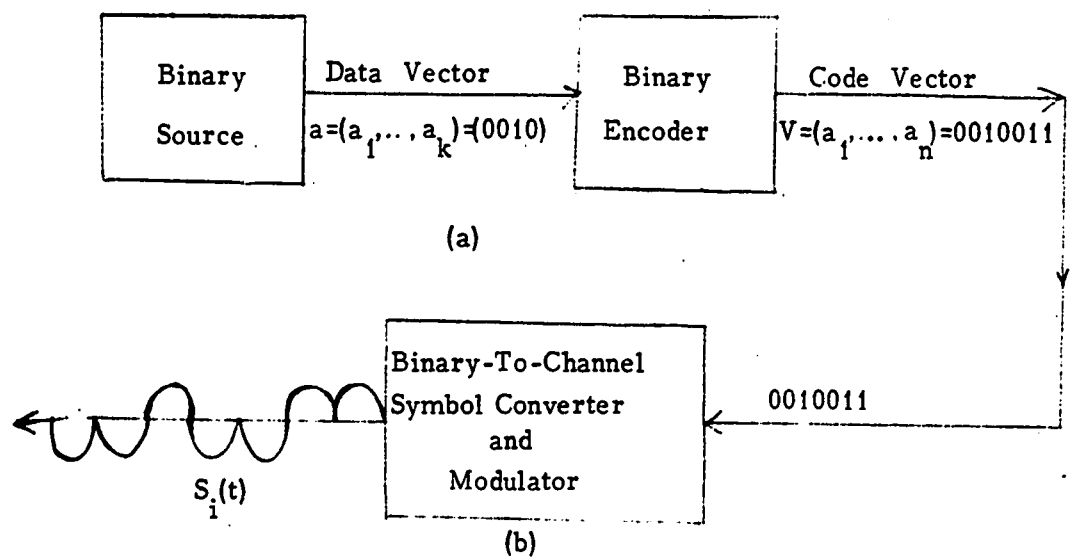 Binary
Source
Data Vector
a=(a₁,..,aₖ)=(0010)
Binary
Encoder
Code Vector
V=(a₁,...,aₙ)=0010011
(a)
Binary-To-Channel
Symbol Converter
and
Modulator
0010011
Sᵢ(t)
(b)